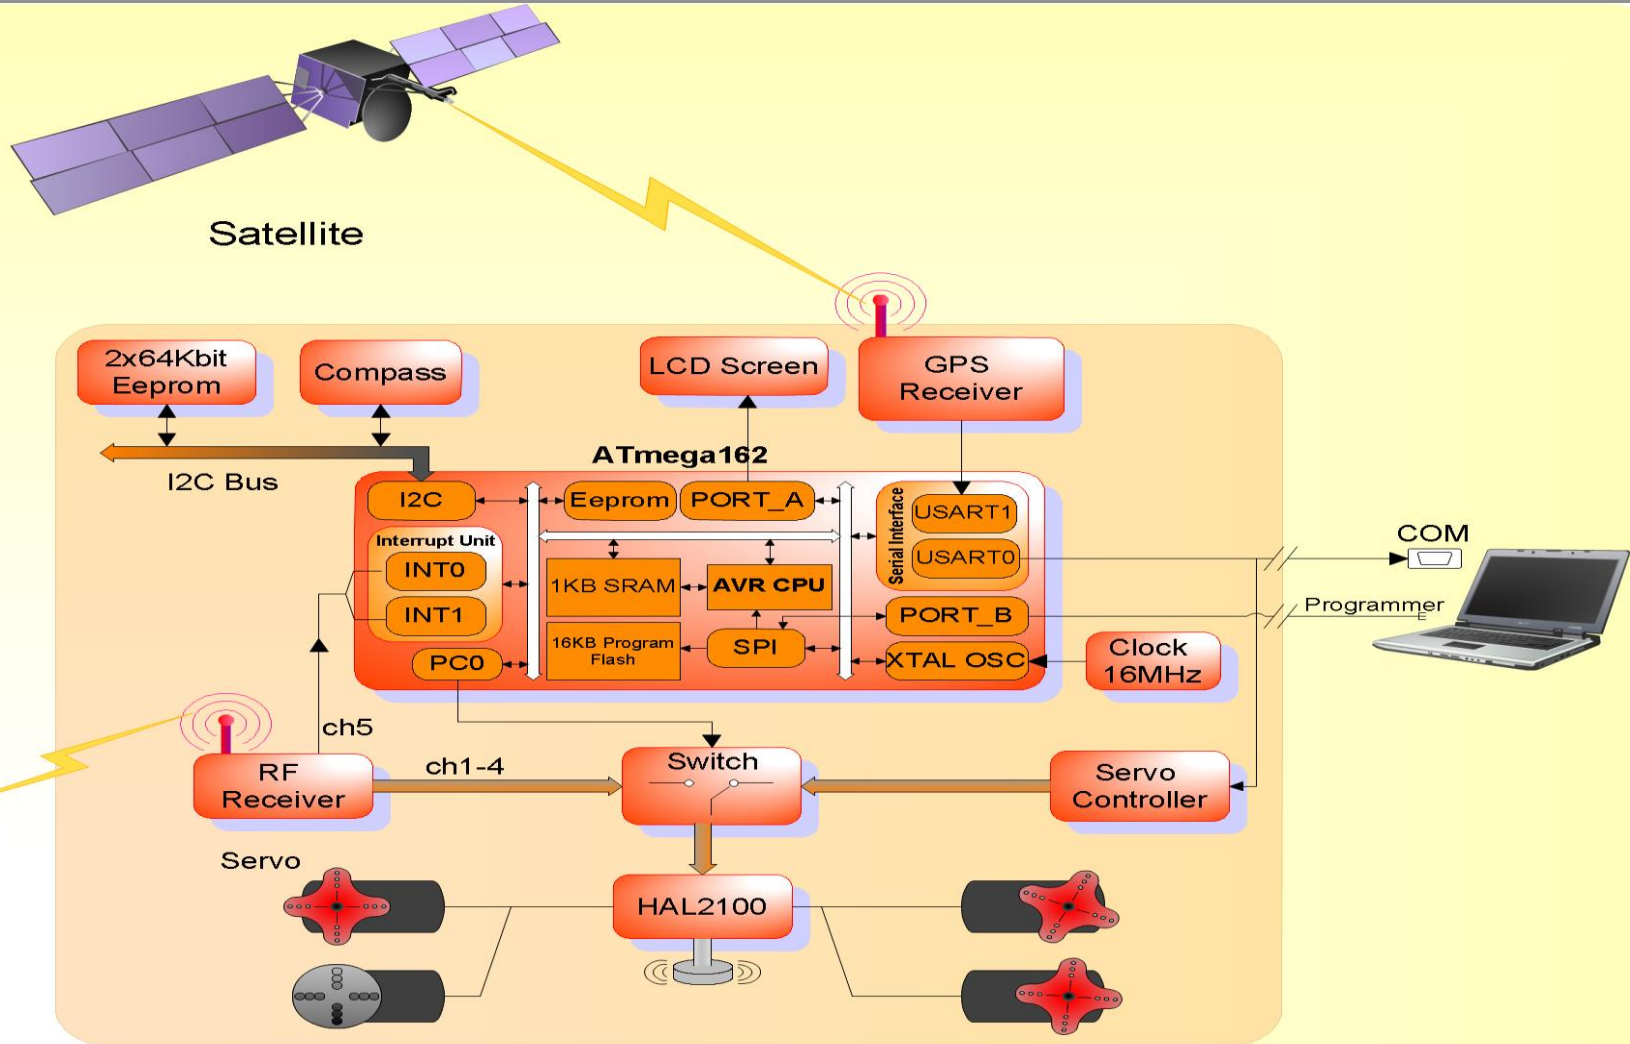 Satellite
2x64Kbit
Eeprom
Compass
LCD Screen
GPS
Receiver
I2C Bus
ATmega162
I2C
Eeprom
PORT_A
Serial Interface
USART1
USART0
Interrupt Unit
INT0
INT1
1KB SRAM
AVR CPU
16KB Program
Flash
SPI
PC0
PORT_B
XTAL OSC
Clock
16MHz
COM
Programmer
E
ch5
RF
Receiver
ch1-4
Switch
Servo
Controller
Servo
HAL2100